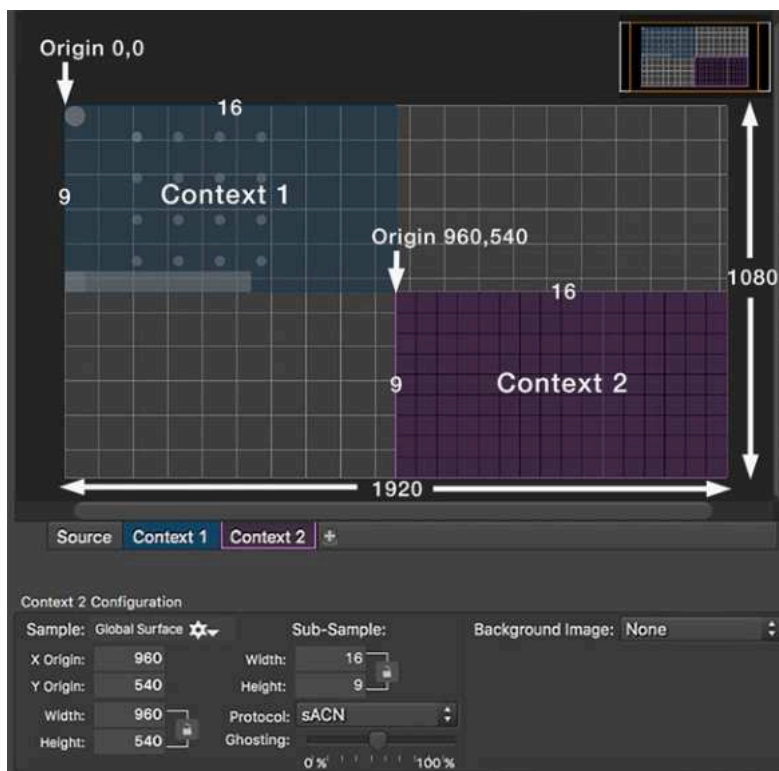 Origin 0,0
16
9
Context 1
Origin 960,540
1080
16
9
Context 2
1920
Source Context 1 Context 2 +
Context 2 Configuration
Sample: Global Surface Sub-Sample: Background Image: None
X Origin: 960 Width: 16
Y Origin: 540 Height: 9
Width: 960 Protocol: sACN
Height: 540 Ghosting:
0% 100%